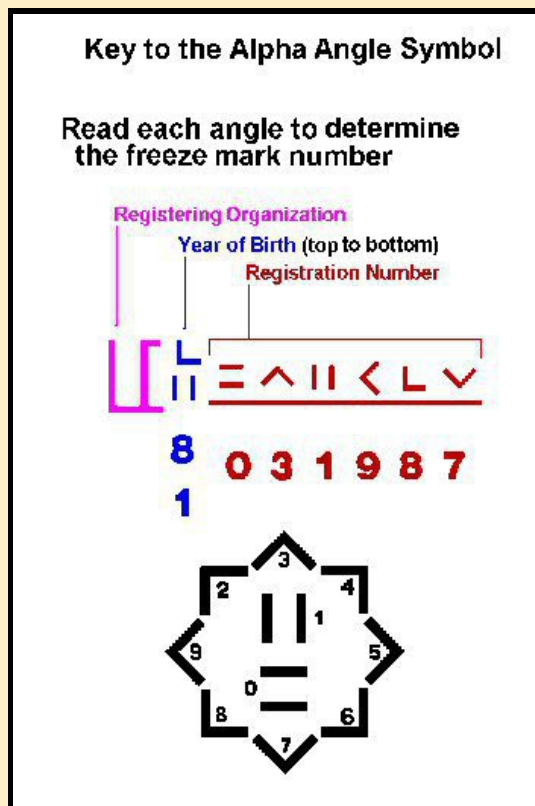 Key to the Alpha Angle Symbol
Read each angle to determine
the freeze mark number
Registering Organization
Year of Birth (top to bottom)
Registration Number
8 0 3 1 9 8 7
1
3
2 4
1
9 5
0
8 6
7